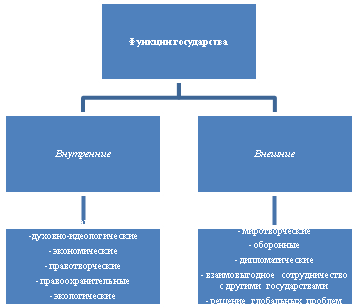 Функции государства
Внутренние
Внешние
-духовно-идеологические
- экономические
- правотворческие
- правоохранительные
- экологические
- миротворческие
- оборонные
- дипломатические
- взаимовыгодное сотрудничество
с другими государствами
- решение глобальных проблем